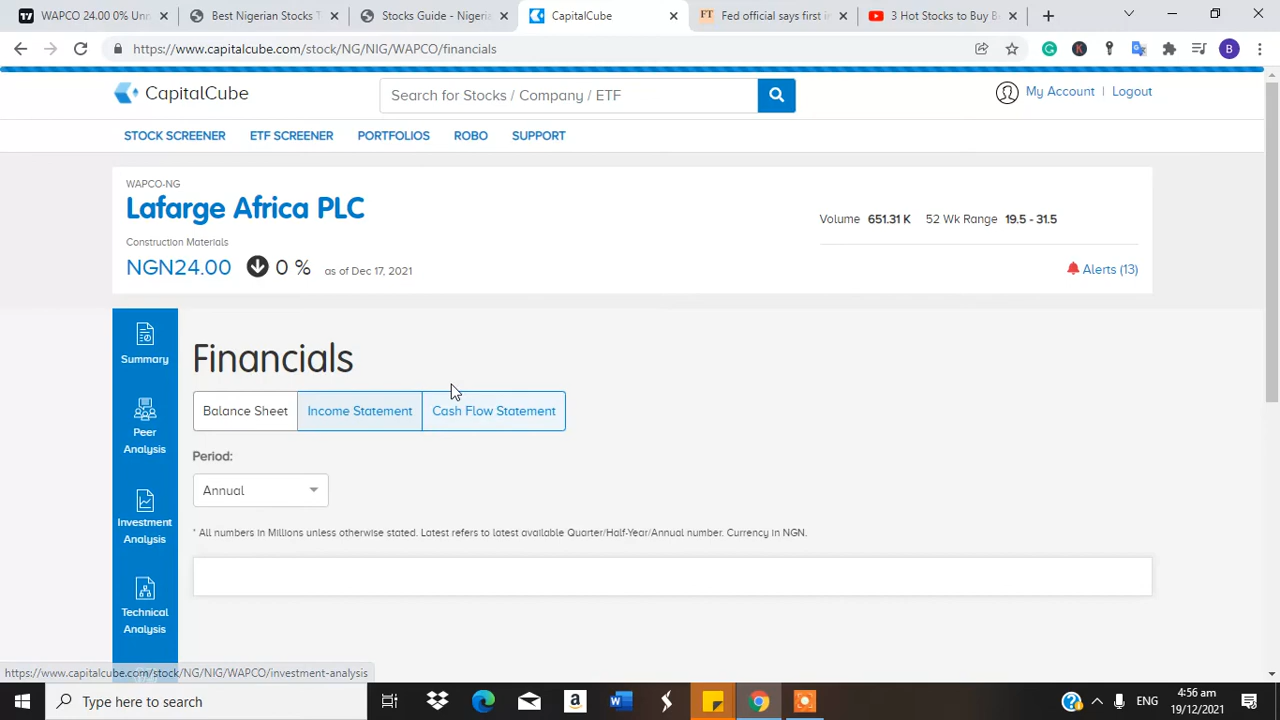 WAPCO 24.00 0% Unn
Best Nigerian Stocks T
Stocks Guide - Nigeria
CapitalCube
FT Fed official says first i
3 Hot Stocks to Buy B
https://www.capitalcube.com/stock/NG/NIG/WAPCO/financials
K
B
CapitalCube
Search for Stocks / Company / ETF
My Account | Logout
STOCK SCREENER ETF SCREENER PORTFOLIOS ROBO SUPPORT
WAPCO-NG
Lafarge Africa PLC
Volume 651.31 K 52 Wk Range 19.5 - 31.5
Construction Materials
NGN24.00 0 % as of Dec 17, 2021
Alerts (13)
Summary
Peer
Analysis
Investment
Analysis
Technical
Analysis
Financials
Balance Sheet Income Statement Cash Flow Statement
Period:
Annual
* All numbers in Millions unless otherwise stated. Latest refers to latest available Quarter/Half-Year/Annual number. Currency in NGN.
https://www.capitalcube.com/stock/NG/NIG/WAPCO/investment-analysis
Type here to search
ENG
4:56 am
19/12/2021